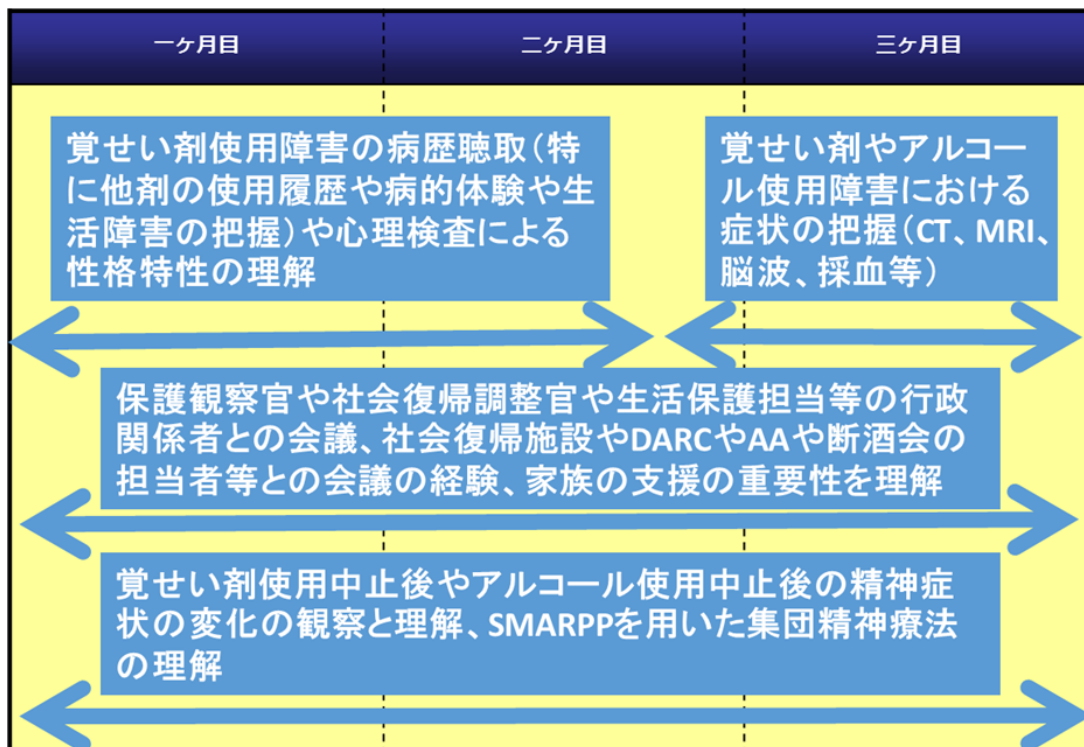 一ヶ月目
二ヶ月目
三ヶ月目
覚せい剤使用障害の病歴聴取(特
に他剤の使用履歴や病的体験や生
活障害の把握)や心理検査による
性格特性の理解
覚せい剤やアルコー
ル使用障害における
症状の把握(CT、MRI、
脳波、採血等)
保護観察官や社会復帰調整官や生活保護担当等の行政
関係者との会議、社会復帰施設やDARCやAAや断酒会の
担当者等との会議の経験、家族の支援の重要性を理解
覚せい剤使用中止後やアルコール使用中止後の精神症
状の変化の観察と理解、SMARPPを用いた集団精神療法
の理解